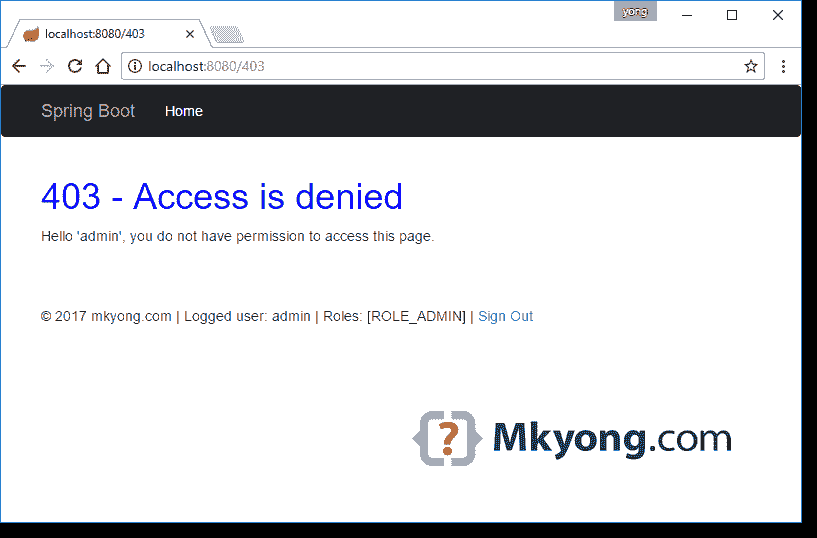 yong
localhost:8080/403
localhost:8080/403
Spring Boot Home
403 - Access is denied
Hello 'admin', you do not have permission to access this page.
© 2017 mkyong.com | Logged user: admin | Roles: [ROLE_ADMIN] | Sign Out
{?} Mkyong.com